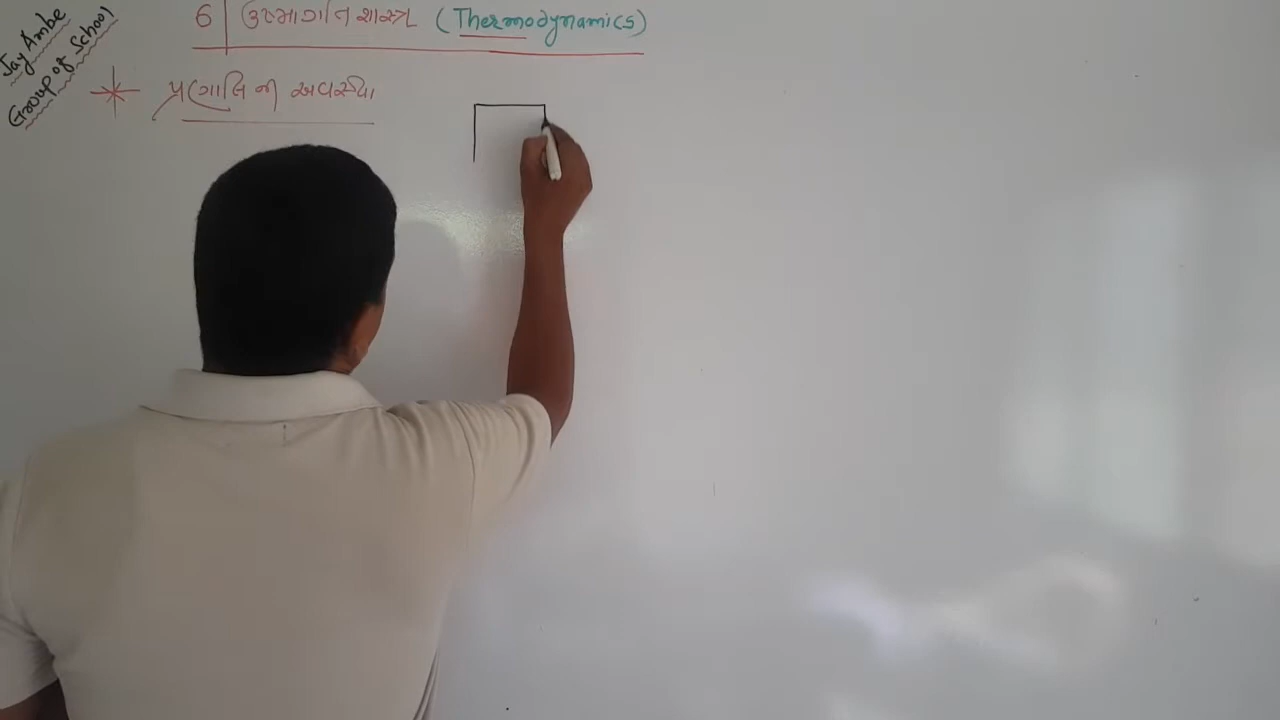 Jay Ambe
Group of School
6 | ઉષ્માગતિશાસ્ત્ર (Thermodynamics)
પ્રણાલિ ની અવસ્થા